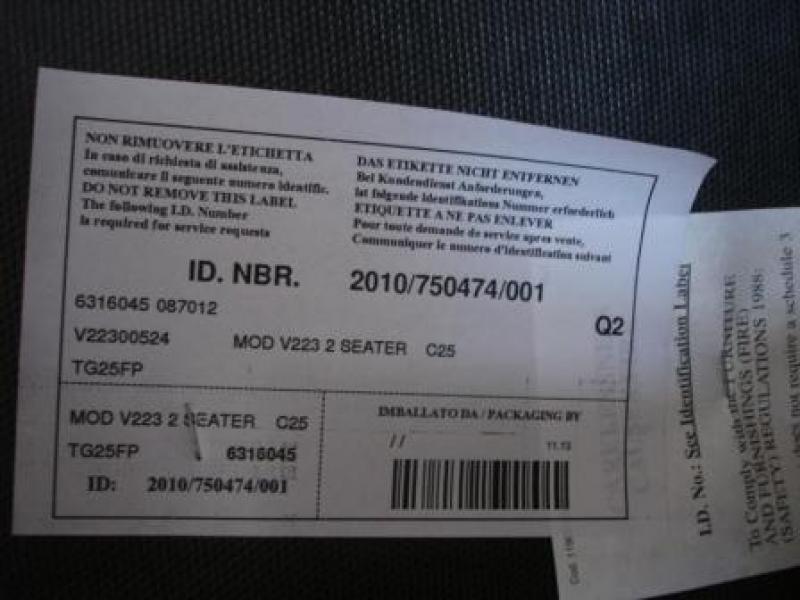 NON RIMUOVERE L'ETICHETTA
In caso di richiesta di assistenza,
comunicare il seguente numero identific.
DO NOT REMOVE THIS LABEL
The following I.D. Number
is required for service requests
DAS ETIKETTE NICHT ENTFERNEN
Bei Kundendienst Anforderungen,
ist folgende Identifikations Nummer erforderlich
ETIQUETTE A NE PAS ENLEVER
Pour toute demande de service apres vente,
Communiquer le numero d'identification suivant
ID. NBR. 2010/750474/001
6316045 087012
Q2
V22300524 MOD V223 2 SEATER C25
TG25FP
MOD V223 2 SEATER C25
TG25FP 6316045
ID: 2010/750474/001
IMBALLATO DA / PACKAGING BY
// 11.13
I.D. No.: See Identification Label
To Comply with the FURNITURE
AND FURNISHINGS (FIRE)
(SAFETY) REGULATIONS 1988:
does not require a schedule 3